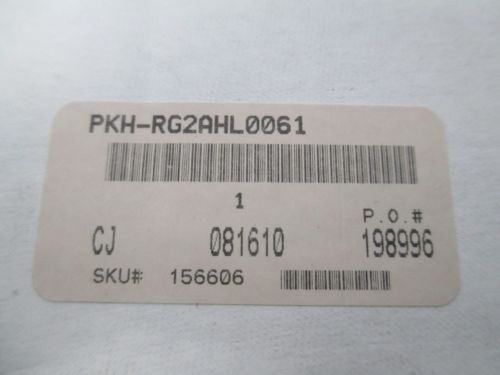 PKH-RG2AHL0061
1
P.O.#
CJ 081610 198996
SKU# 156606